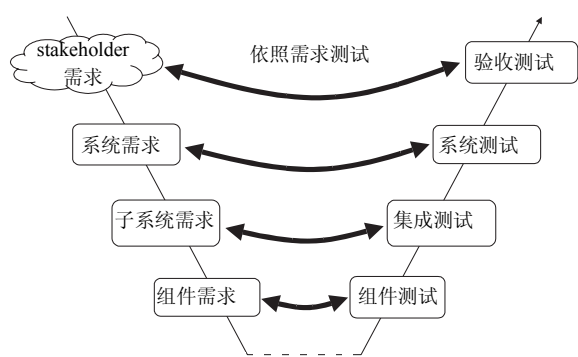 stakeholder
需求
依照需求测试
验收测试
系统需求
系统测试
子系统需求
集成测试
组件需求
组件测试